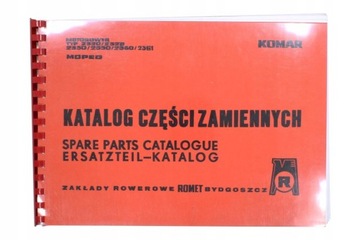 KOMAR
MOPED
KATALOG CZĘŚCI ZAMIENNYCH
SPARE PARTS CATALOGUE
ERSATZTEIL-KATALOG
ZAKŁADY ROWEROWE ROMET BYDGOSZCZ
R